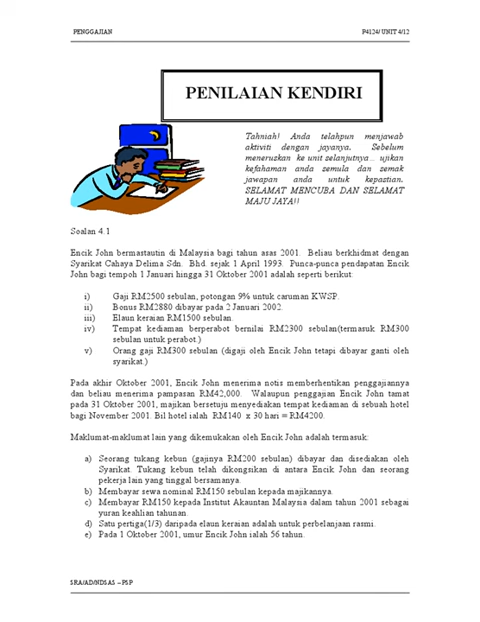 PENGGAJIAN P4124/ UNIT 4/12
PENILAIAN KENDIRI
Tahniah! Anda telahpun menjawab
aktiviti dengan jayanya. Sebelum
meneruskan ke unit selanjutnya... ujikan
kefahaman anda semula dan semak
jawapan anda untuk kepastian.
SELAMAT MENCUBA DAN SELAMAT
MAJU JAYA!!
Soalan 4.1
Encik John bermastautin di Malaysia bagi tahun asas 2001. Beliau berkhidmat dengan
Syarikat Cahaya Delima Sdn. Bhd. sejak 1 April 1993. Punca-punca pendapatan Encik
John bagi tempoh 1 Januari hingga 31 Oktober 2001 adalah seperti berikut:
i) Gaji RM2500 sebulan, potongan 9% untuk caruman KWSP.
ii) Bonus RM2880 dibayar pada 2 Januari 2002.
iii) Elaun keraian RM1500 sebulan.
iv) Tempat kediaman berperabot bernilai RM2300 sebulan(termasuk RM300
sebulan untuk perabot.)
v) Orang gaji RM300 sebulan (digaji oleh Encik John tetapi dibayar ganti oleh
syarikat.)
Pada akhir Oktober 2001, Encik John menerima notis memberhentikan penggajiannya
dan beliau menerima pampasan RM42,000. Walaupun penggajian Encik John tamat
pada 31 Oktober 2001, majikan bersetuju menyediakan tempat kediaman di sebuah hotel
bagi November 2001. Bil hotel ialah RM140 x 30 hari = RM4200.
Maklumat-maklumat lain yang dikemukakan oleh Encik John adalah termasuk:
a) Seorang tukang kebun (gajinya RM200 sebulan) dibayar dan disediakan oleh
Syarikat. Tukang kebun telah dikongsikan di antara Encik John dan seorang
pekerja lain yang tinggal bersamanya.
b) Membayar sewa nominal RM150 sebulan kepada majikannya.
c) Membayar RM150 kepada Institut Akauntan Malaysia dalam tahun 2001 sebagai
yuran keahlian tahunan.
d) Satu pertiga(1/3) daripada elaun keraian adalah untuk perbelanjaan rasmi.
e) Pada 1 Oktober 2001, umur Encik John ialah 56 tahun.
SRA/AD/NDSAS – PSP